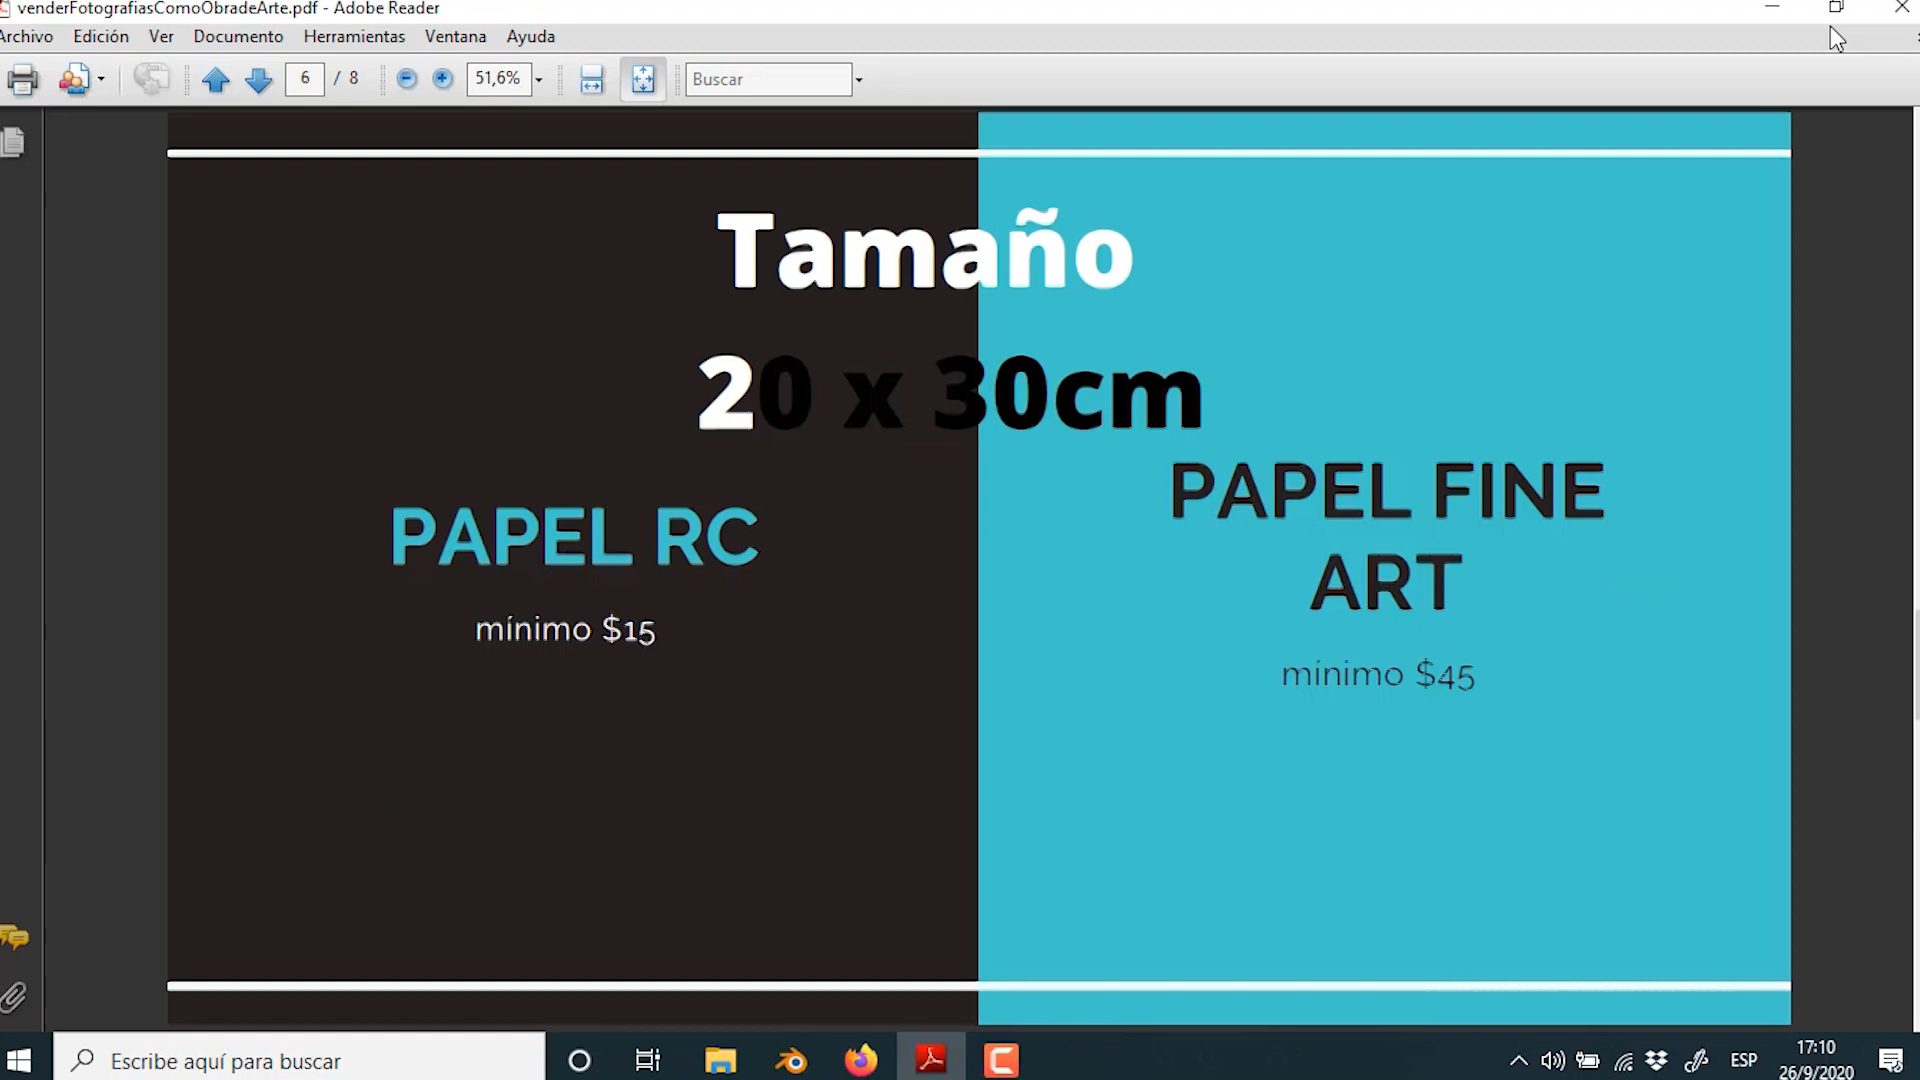 venderFotografiasComoObradeArte.pdf - Adobe Reader
Archivo Edición Ver Documento Herramientas Ventana Ayuda
6 / 8 51,6% Buscar
Tamaño
20 x 30cm
PAPEL RC
mínimo $15
PAPEL FINE
ART
mínimo $45
Escribe aquí para buscar
ESP
17:10
26/9/2020